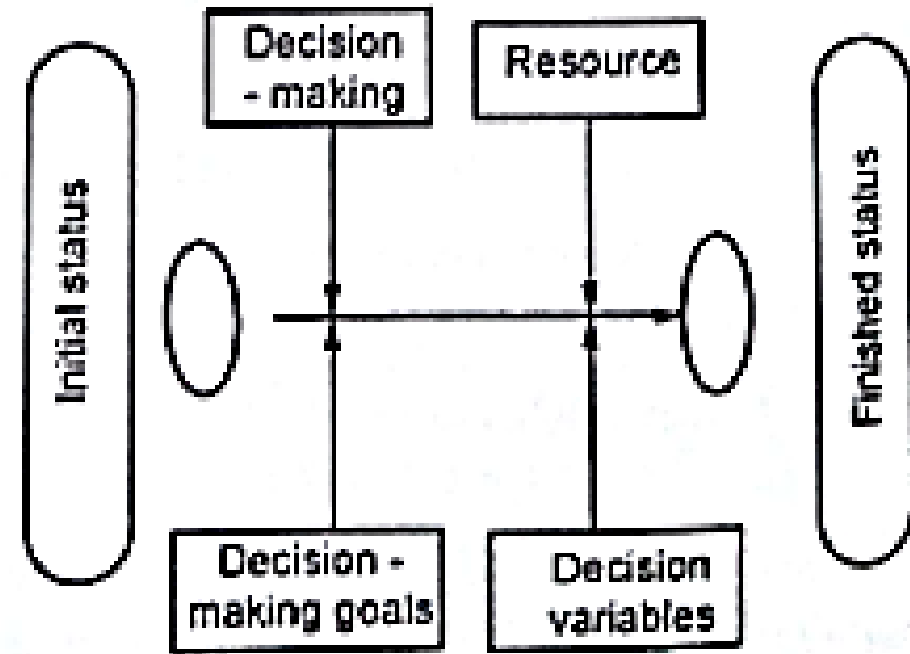 Decision
- making
Resource
Initial status
Finished status
Decision -
making goals
Decision
variables